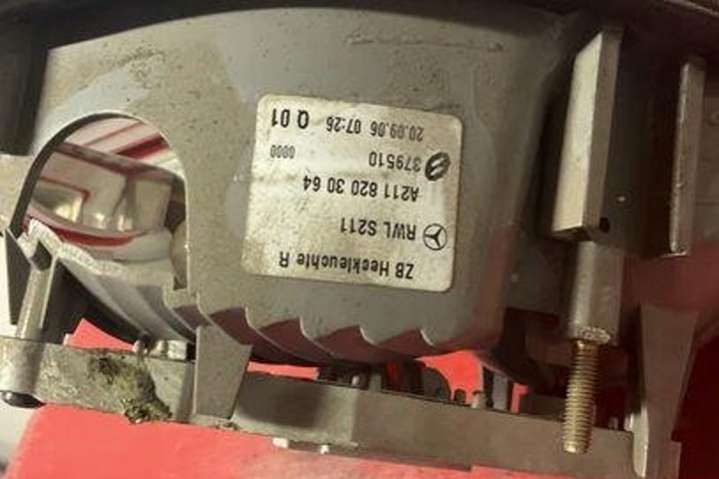 ZB Heckleuchte R
RWL S211
A211 820 30 64
379510 0000
20.09.06 07:26 Q 01